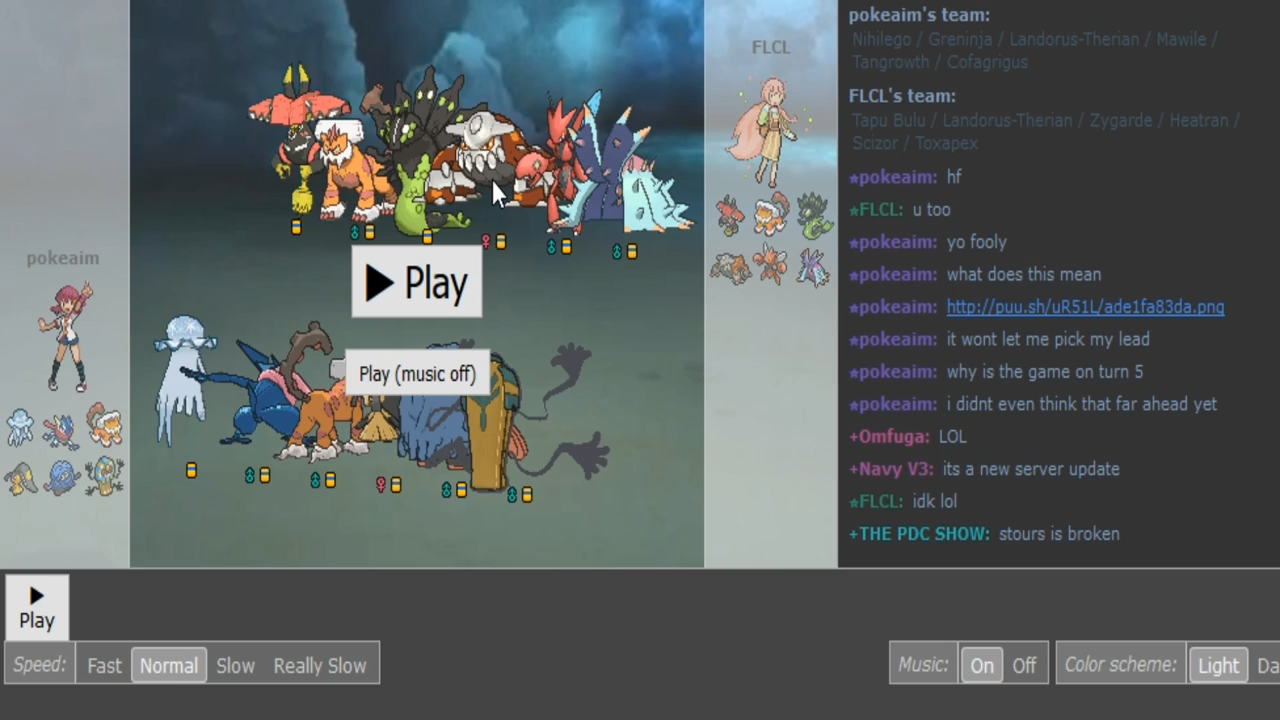 pokeaim's team:
Nihilego / Greninja / Landorus-Therian / Mawile /
Tangrowth / Cofagrigus
FLCL
FLCL's team:
Tapu Bulu / Landorus-Therian / Zygarde / Heatran /
Scizor / Toxapex
★pokeaim: hf
★FLCL: u too
★pokeaim: yo fooly
pokeaim
★pokeaim: what does this mean
▶ Play
★pokeaim: http://puu.sh/uR51L/ade1fa83da.png
★pokeaim: it wont let me pick my lead
Play (music off)
★pokeaim: why is the game on turn 5
★pokeaim: i didnt even think that far ahead yet
+Omfuga: LOL
+Navy V3: its a new server update
★FLCL: idk lol
+THE PDC SHOW: stours is broken
▶
Play
Speed: Fast Normal Slow Really Slow
Music: On Off
Color scheme: Light Da